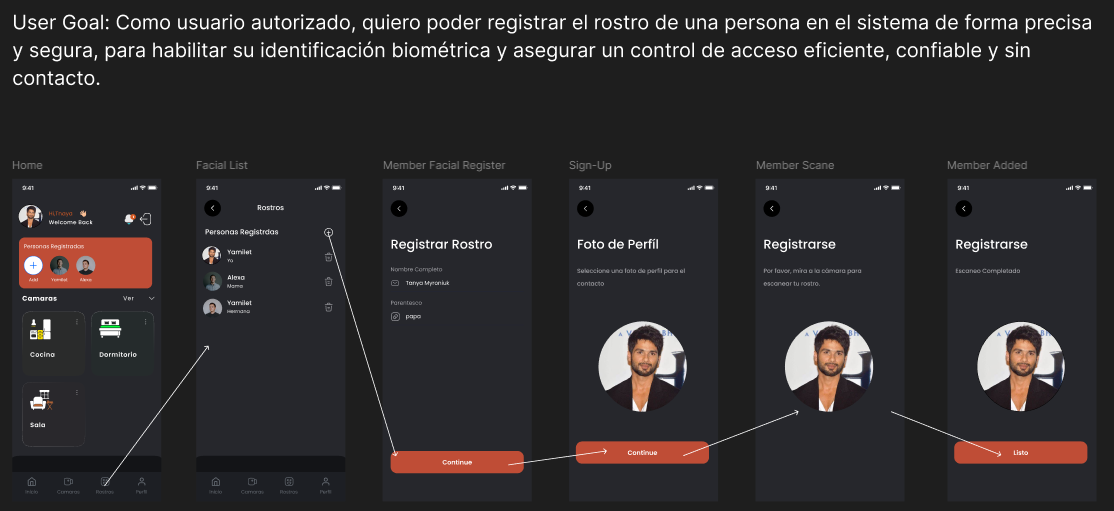 User Goal: Como usuario autorizado, quiero poder registrar el rostro de una persona en el sistema de forma precisa
y segura, para habilitar su identificación biométrica y asegurar un control de acceso eficiente, confiable y sin
contacto.
Home
9:41
Hi,Thaya 👋🏻
Welcome Back
Personas Registradas
Add
Yamilet
Alexa
Camaras
Ver
Cocina
Dormitorio
Sala
Inicio
Camaras
Rostros
Perfil
Facial List
9:41
Rostros
Personas Registrdas
Yamilet
Yo
Alexa
Mama
Yamilet
Hermana
Inicio
Camaras
Rostros
Perfil
Member Facial Register
9:41
Registrar Rostro
Nombre Completo
Tanya Myroniuk
Parentesco
papa
Continue
Sign-Up
9:41
Foto de Perfil
Seleccione una foto de perfil para el
contacto
Continue
Member Scane
9:41
Registrarse
Por favor, mira a la cámara para
escanear tu rostro.
Member Added
9:41
Registrarse
Escaneo Completado
Listo